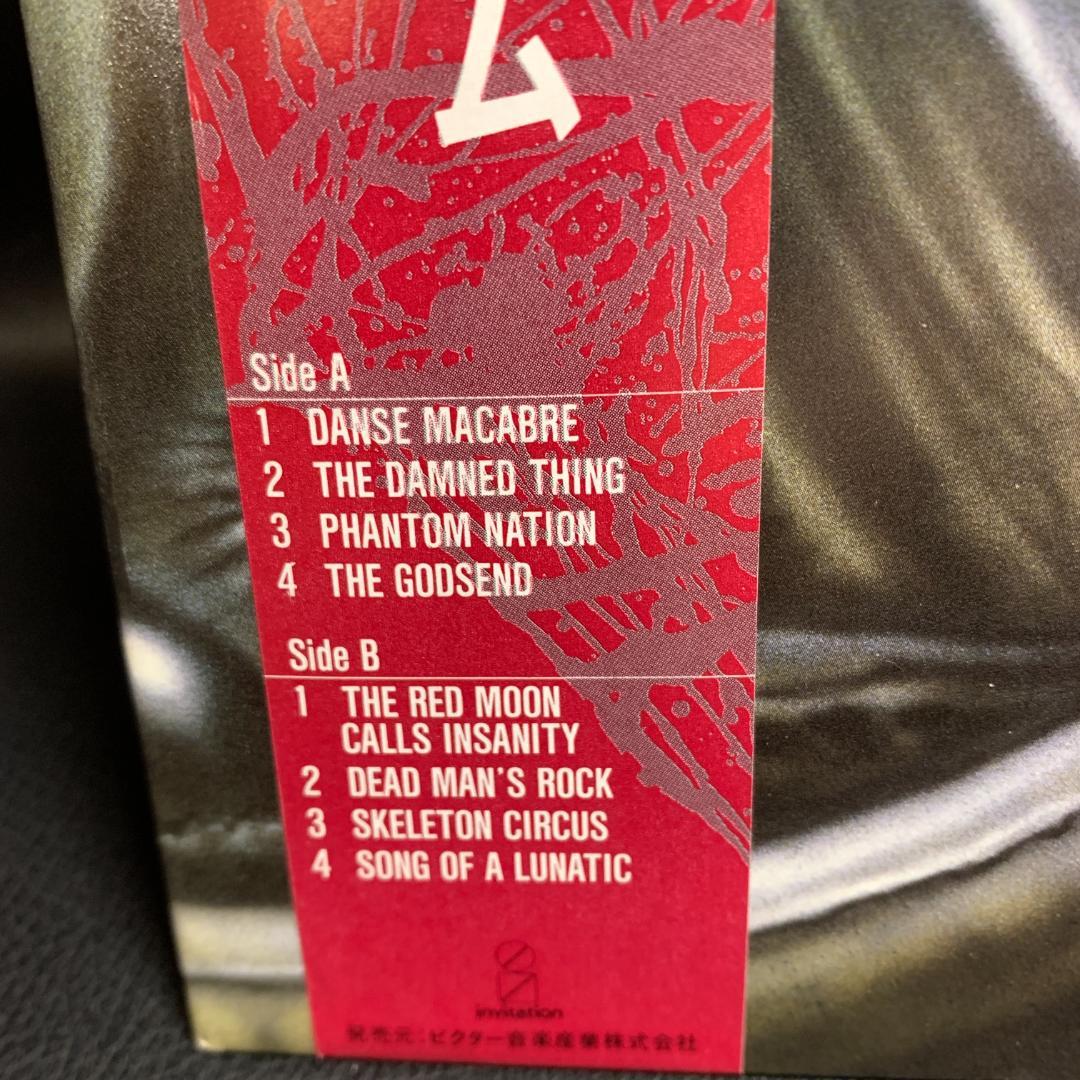 Side A
1 DANSE MACABRE
2 THE DAMNED THING
3 PHANTOM NATION
4 THE GODSEND
Side B
1 THE RED MOON
CALLS INSANITY
2 DEAD MAN'S ROCK
3 SKELETON CIRCUS
4 SONG OF A LUNATIC
invitation
発売元:ビクター音楽産業株式会社